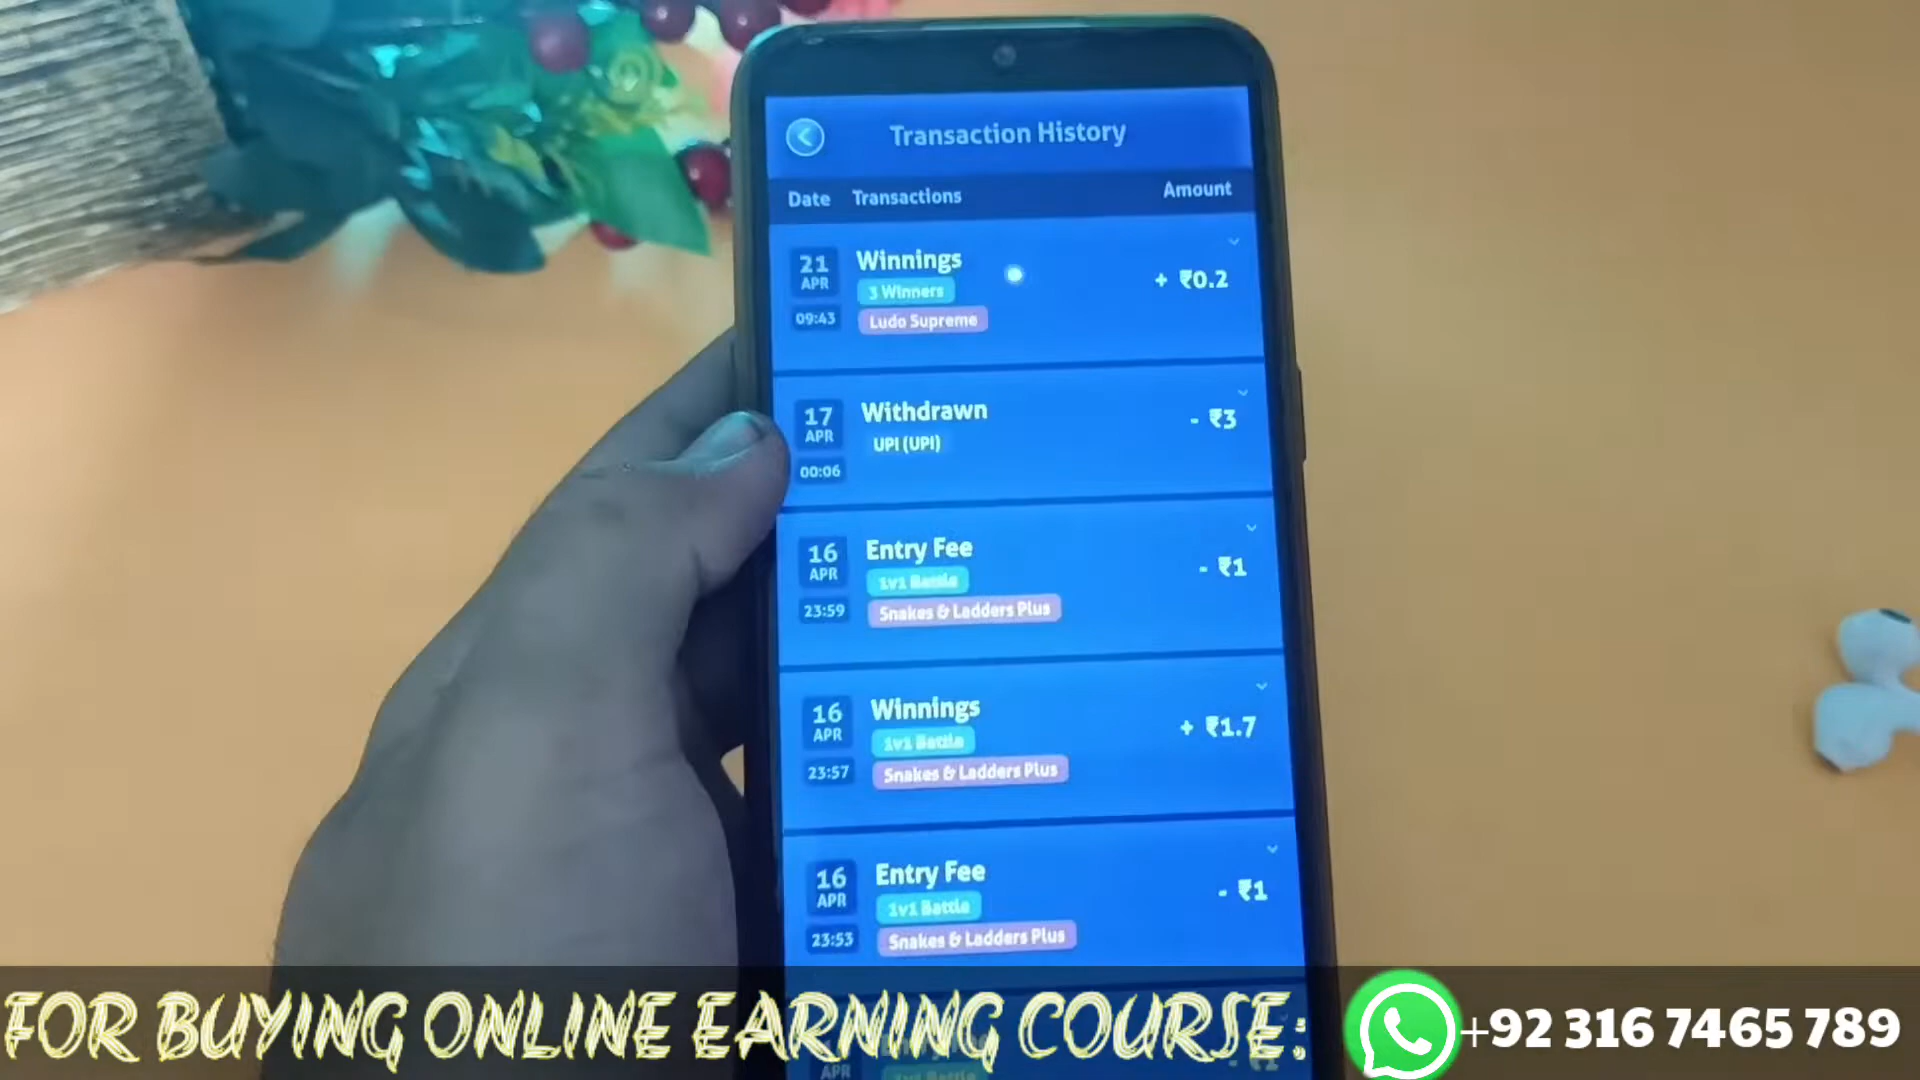 Transaction History
Date Transactions Amount
21 APR 09:43
Winnings
3 Winners
Ludo Supreme
+ ₹0.2
17 APR 00:06
Withdrawn
UPI (UPI)
- ₹3
16 APR 23:59
Entry Fee
1v1 Battle
Snakes & Ladders Plus
- ₹1
16 APR 23:57
Winnings
1v1 Battle
Snakes & Ladders Plus
+ ₹1.7
16 APR 23:53
Entry Fee
1v1 Battle
Snakes & Ladders Plus
- ₹1
APR
FOR BUYING ONLINE EARNING COURSE: +92 316 7465 789